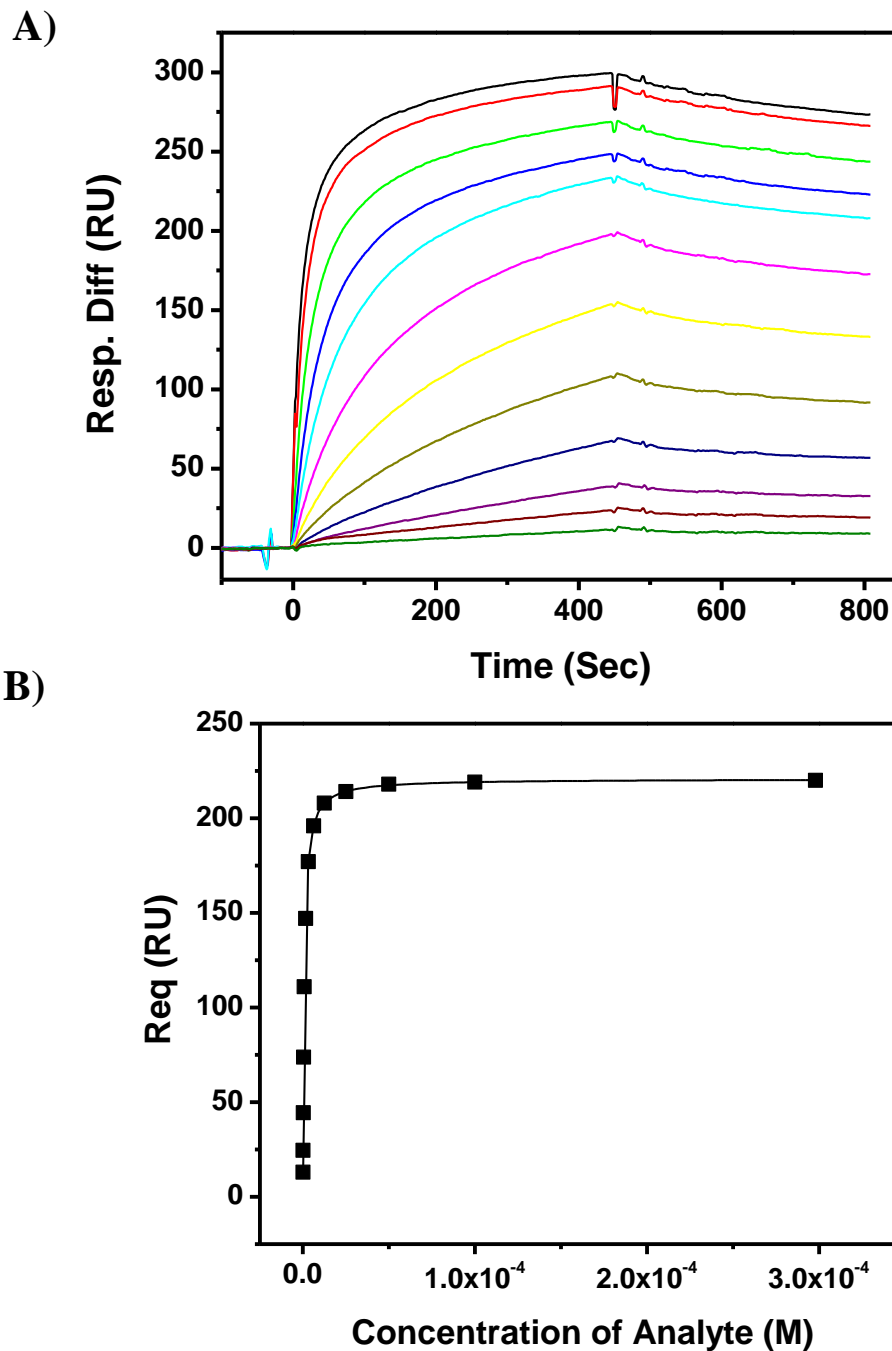 A)
300
250
200
150
100
50
0
Resp. Diff (RU)
0 200 400 600 800
Time (Sec)
B)
250
200
150
100
50
0
Req (RU)
0.0 1.0x10⁻⁴ 2.0x10⁻⁴ 3.0x10⁻⁴
Concentration of Analyte (M)